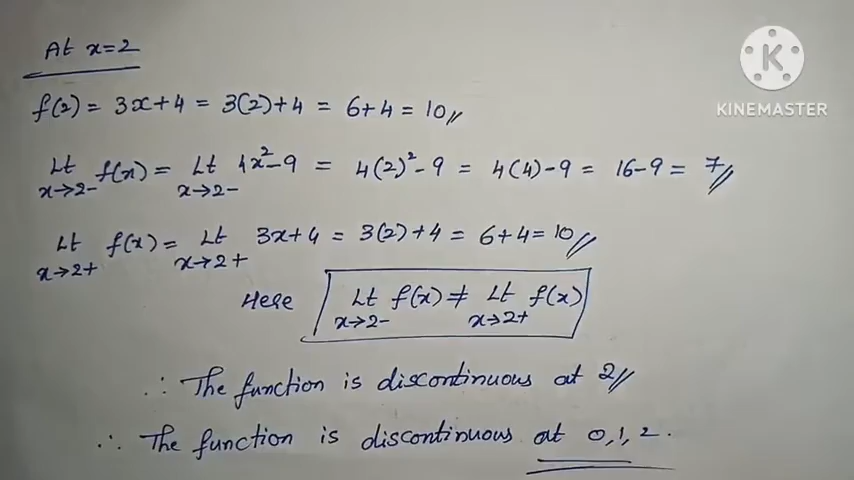 At x=2
KINEMASTER
f(2) = 3x+4 = 3(2)+4 = 6+4 = 10//
Lt f(x) = Lt 4x²-9 = 4(2)²-9 = 4(4)-9 = 16-9 = 7//
x→2- x→2-
Lt f(x) = Lt 3x+4 = 3(2)+4 = 6+4 = 10//
x→2+ x→2+
Here Lt f(x) ≠ Lt f(x)
x→2- x→2+
∴ The function is discontinuous at 2//
∴ The function is discontinuous at 0,1,2.